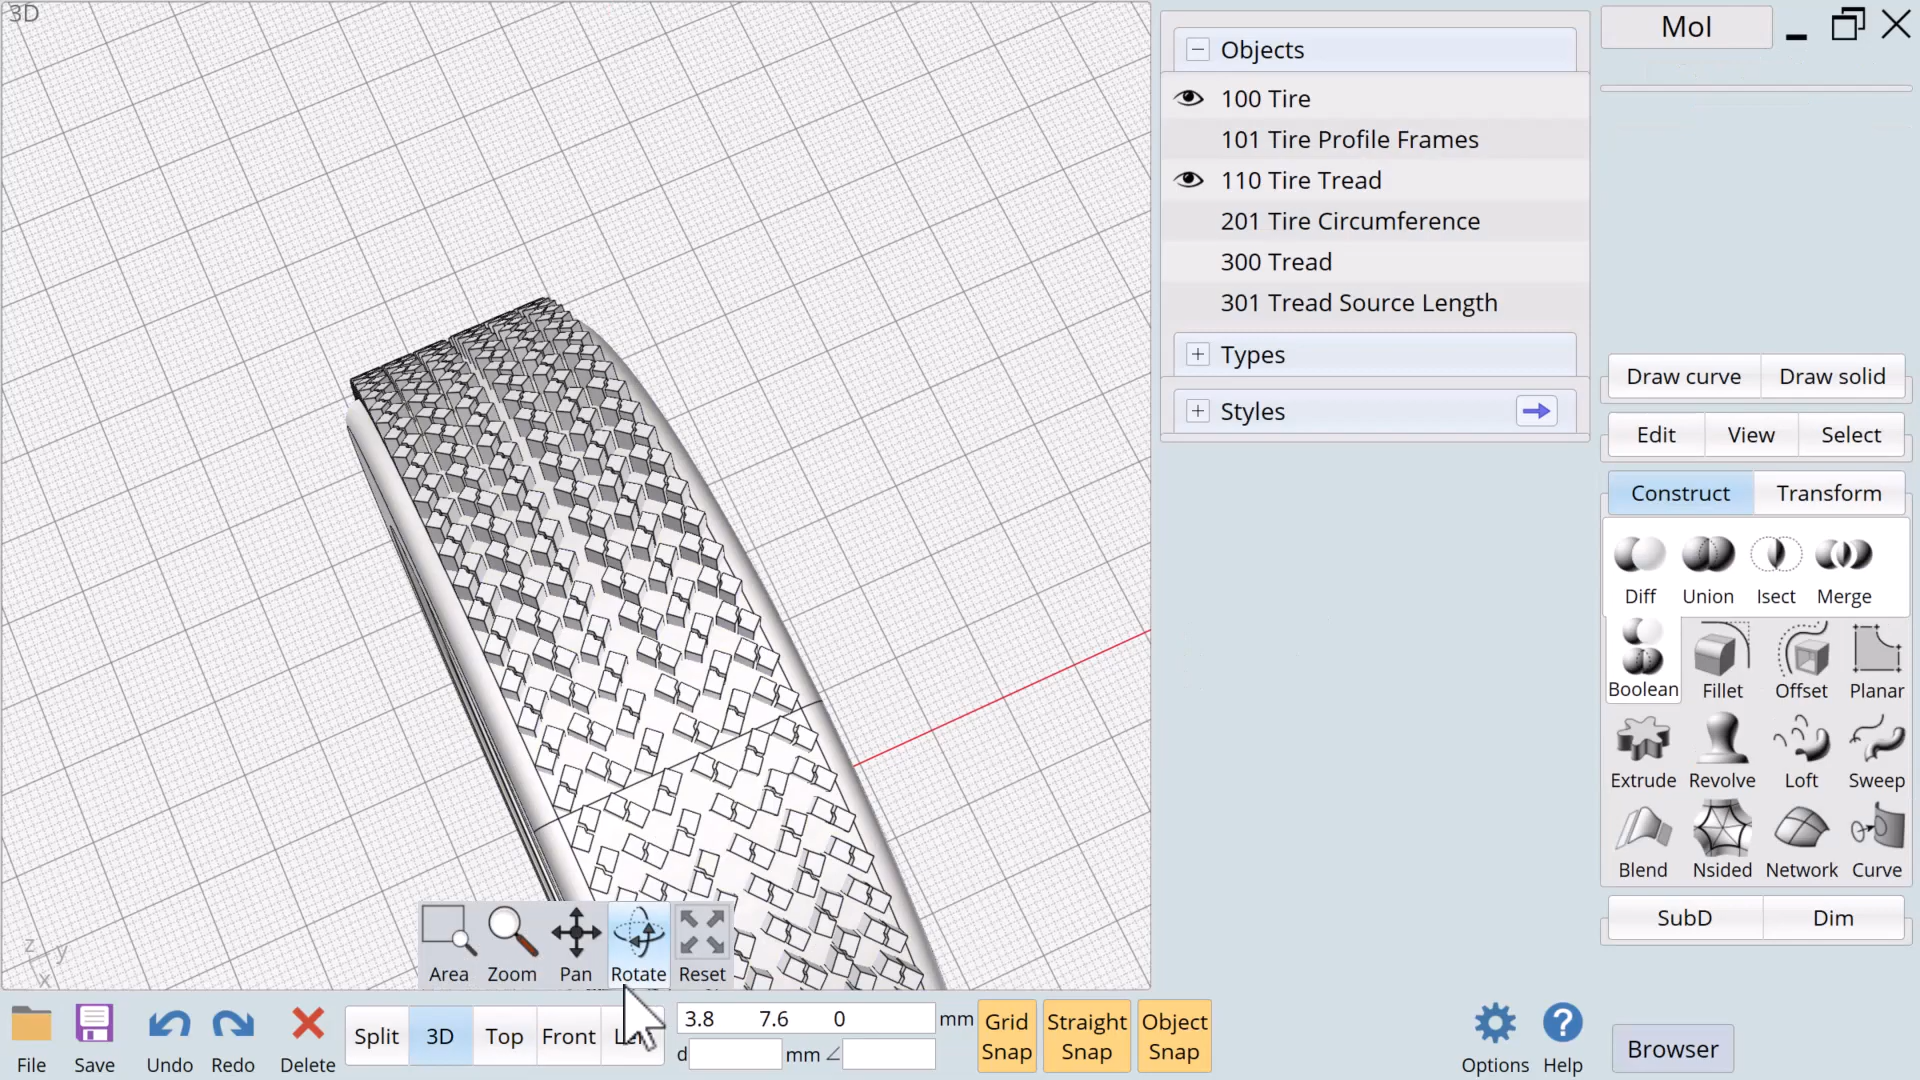 3D
z
y
x
Area
Zoom
Pan
Rotate
Reset
Objects
100 Tire
101 Tire Profile Frames
110 Tire Tread
201 Tire Circumference
300 Tread
301 Tread Source Length
Types
Styles
MoI
Draw curve
Draw solid
Edit
View
Select
Construct
Transform
Diff
Union
Isect
Merge
Boolean
Fillet
Offset
Planar
Extrude
Revolve
Loft
Sweep
Blend
Nsided
Network
Curve
SubD
Dim
File
Save
Undo
Redo
Delete
Split
3D
Top
Front
3.8 7.6 0 mm
d mm ∠
Grid Snap
Straight Snap
Object Snap
Options
Help
Browser